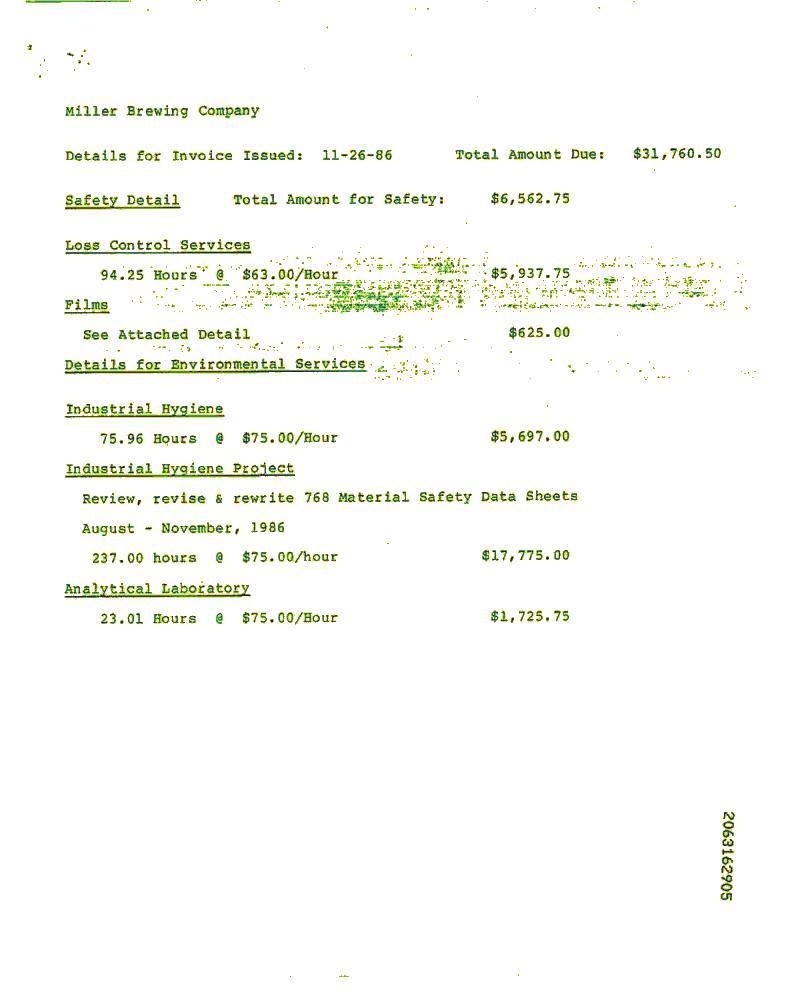 Miller Brewing Company
Details for Invoice Issued: 11-26-86 Total Amount Due: $31,760.50
Safety Detail Total Amount for Safety: $6,562.75
Loss Control Services
94.25 Hours @ $63.00/Hour $5,937.75
Films
See Attached Detail $625.00
Details for Environmental Services
Industrial Hygiene
75.96 Hours @ $75.00/Hour $5,697.00
Industrial Hygiene Project
Review, revise & rewrite 768 Material Safety Data Sheets
August - November, 1986
237.00 hours @ $75.00/hour $17,775.00
Analytical Laboratory
23.01 Hours @ $75.00/Hour $1,725.75
2063162905